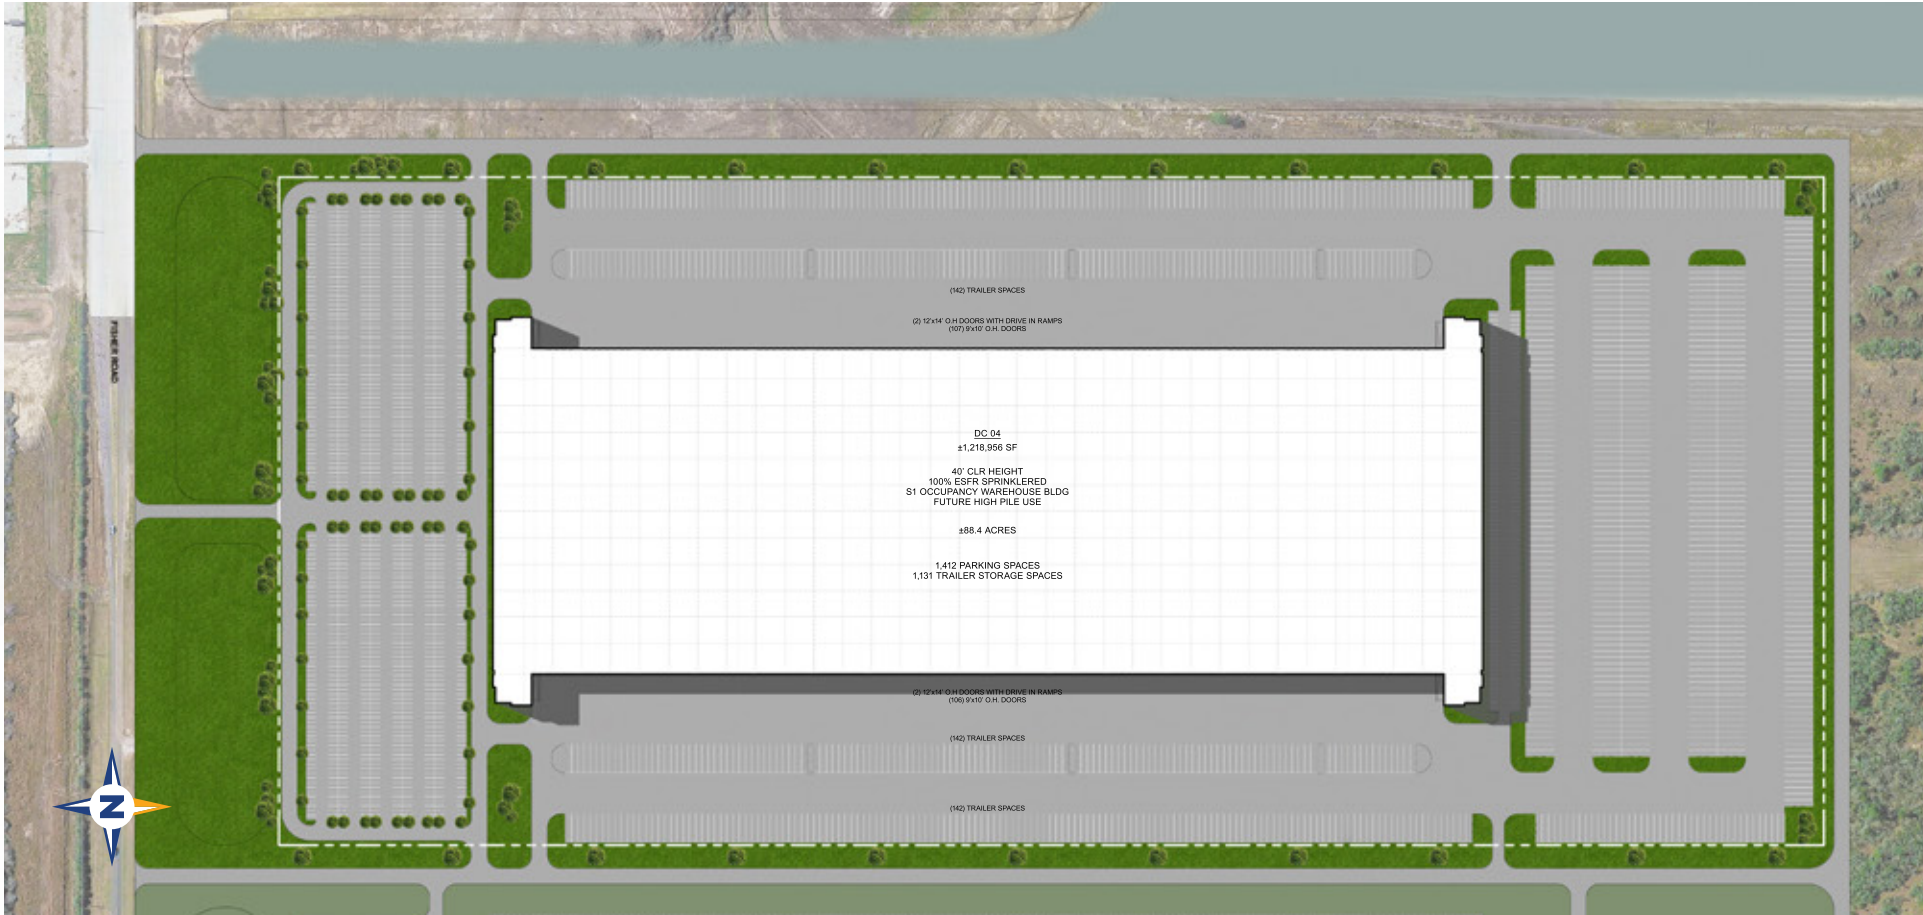 (142) TRAILER SPACES
(2) 12'x14' O.H DOORS WITH DRIVE IN RAMPS
(107) 9'x10' O.H. DOORS
FISHER ROAD
DC 04
±1,218,956 SF
40' CLR HEIGHT
100% ESFR SPRINKLERED
S1 OCCUPANCY WAREHOUSE BLDG
FUTURE HIGH PILE USE
±88.4 ACRES
1,412 PARKING SPACES
1,131 TRAILER STORAGE SPACES
(2) 12'x14' O.H DOORS WITH DRIVE IN RAMPS
(106) 9'x10' O.H. DOORS
(142) TRAILER SPACES
N
(142) TRAILER SPACES